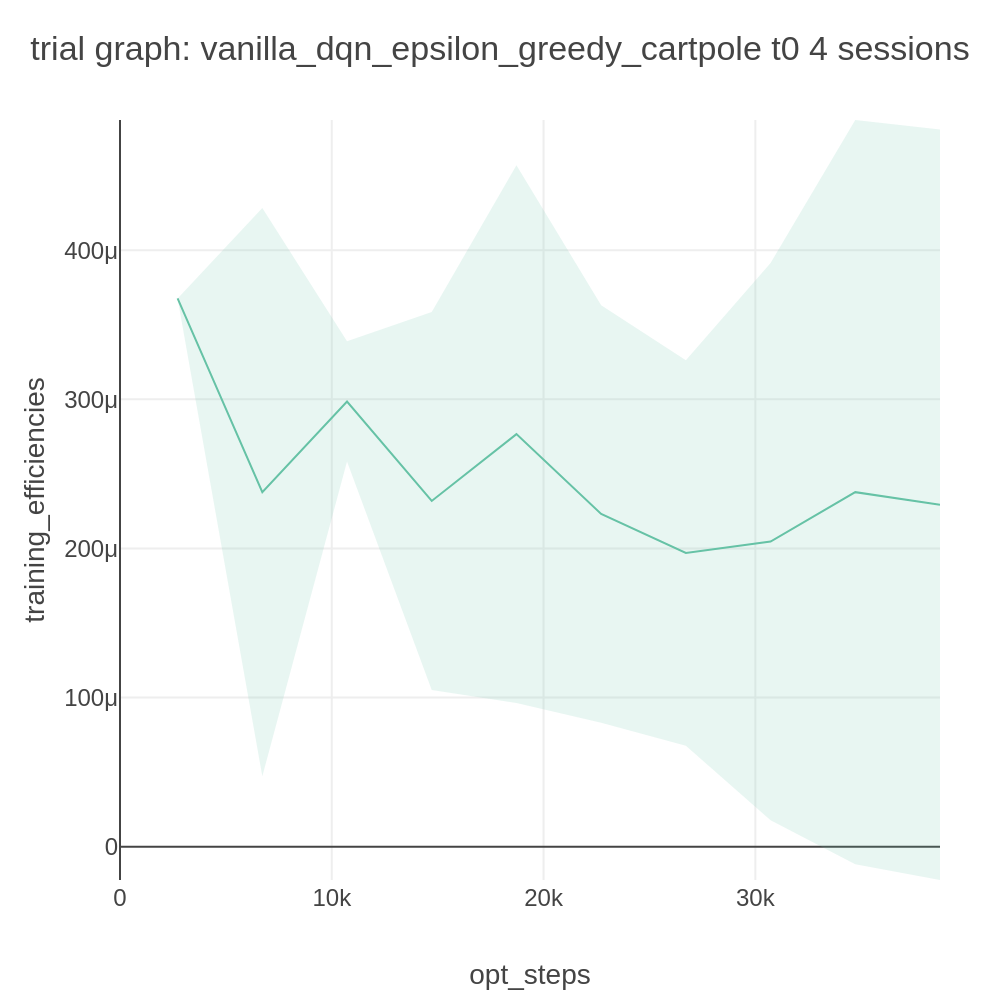 trial graph: vanilla_dqn_epsilon_greedy_cartpole t0 4 sessions
training_efficiencies
400μ
300μ
200μ
100μ
0
0
10k
20k
30k
opt_steps